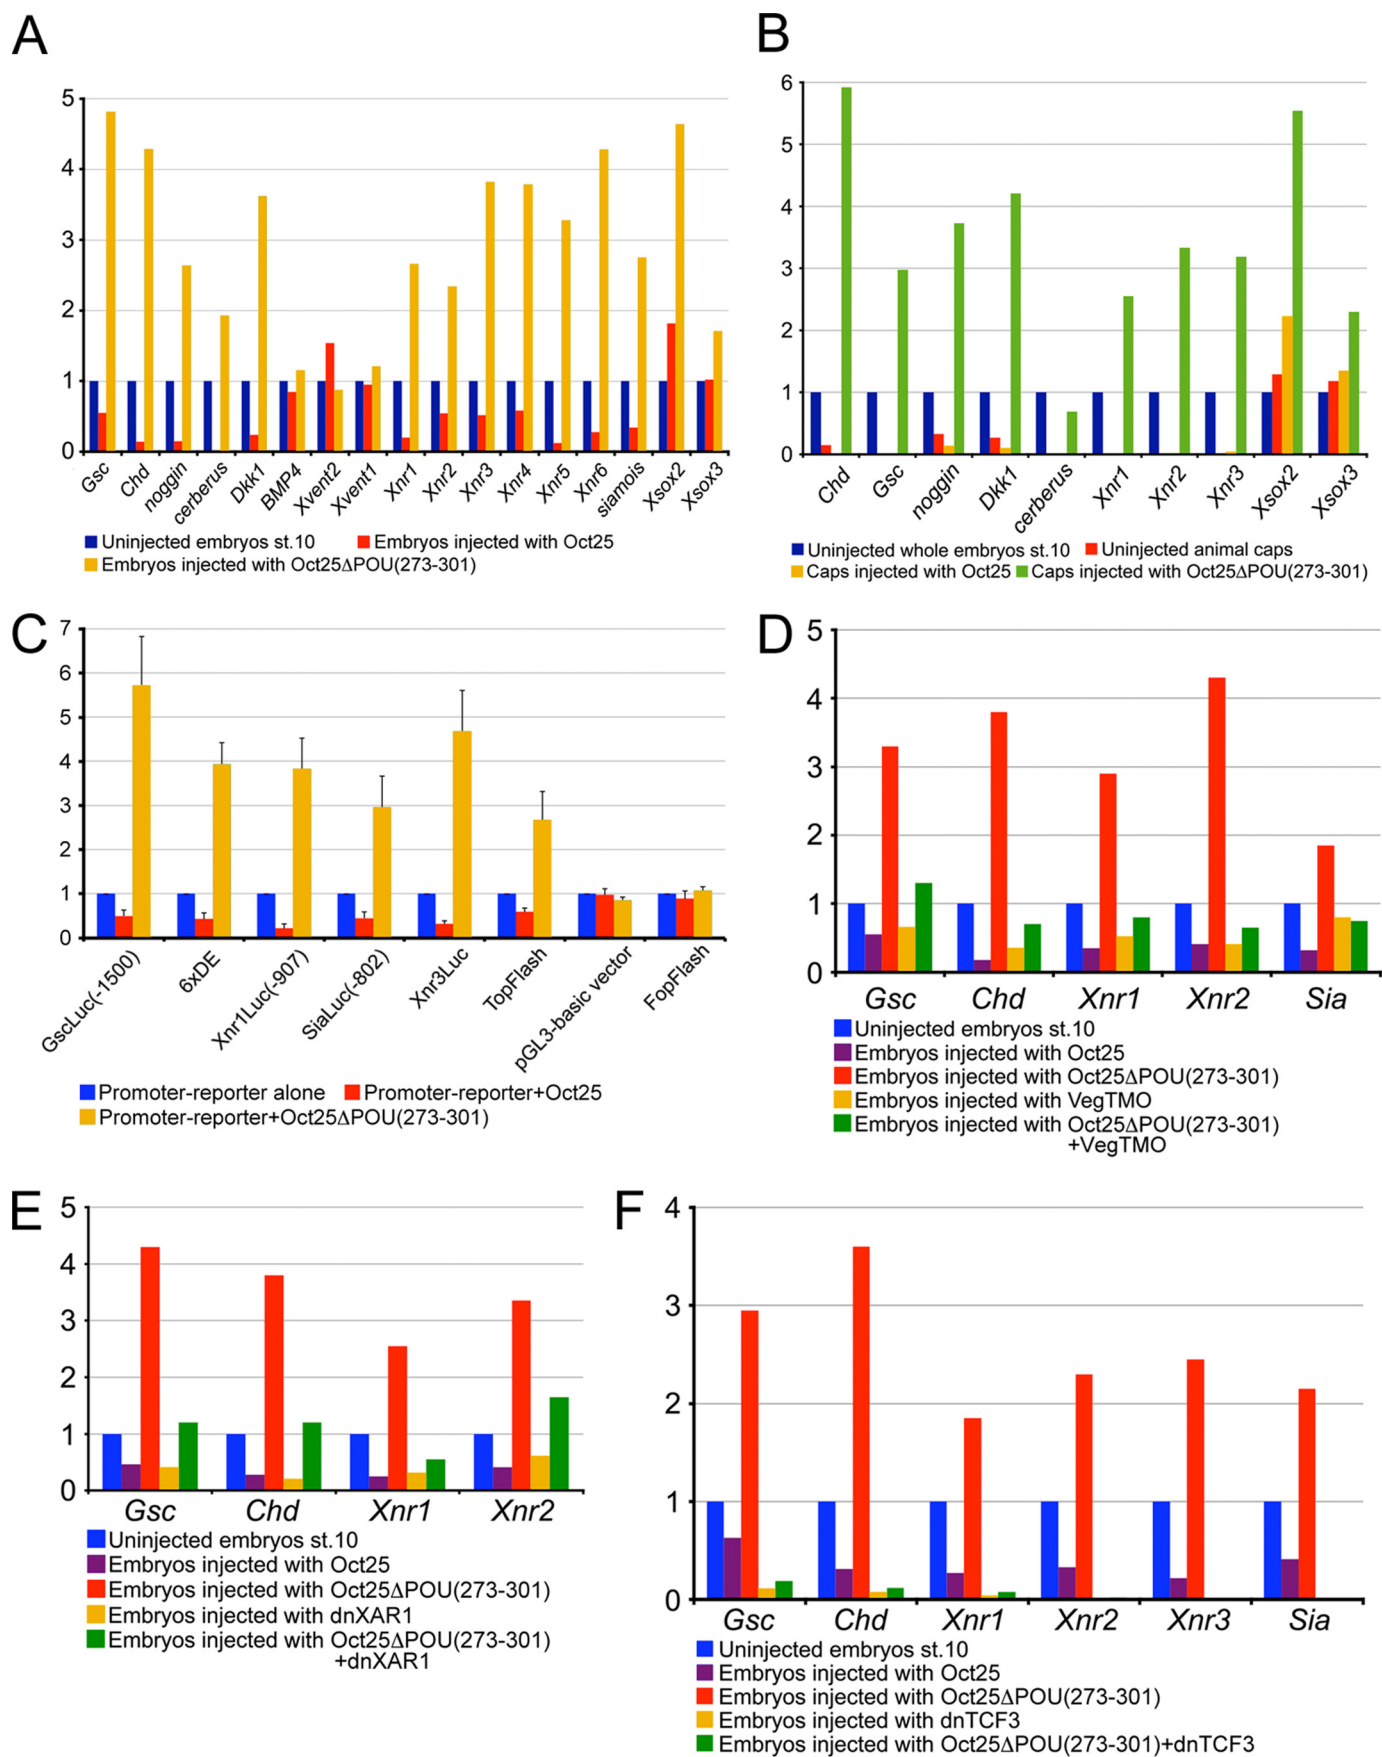 A
5
4
3
2
1
0
Gsc
Chd
noggin
cerberus
Dkk1
BMP4
Xvent2
Xvent1
Xnr1
Xnr2
Xnr3
Xnr4
Xnr5
Xnr6
siamois
Xsox2
Xsox3
Uninjected embryos st.10
Embryos injected with Oct25
Embryos injected with Oct25ΔPOU(273-301)
B
6
5
4
3
2
1
0
Chd
Gsc
noggin
Dkk1
cerberus
Xnr1
Xnr2
Xnr3
Xsox2
Xsox3
Uninjected whole embryos st.10
Uninjected animal caps
Caps injected with Oct25
Caps injected with Oct25ΔPOU(273-301)
C
7
6
5
4
3
2
1
0
GscLuc(-1500)
6xDE
Xnr1Luc(-907)
SiaLuc(-802)
Xnr3Luc
TopFlash
pGL3-basic vector
FopFlash
Promoter-reporter alone
Promoter-reporter+Oct25
Promoter-reporter+Oct25ΔPOU(273-301)
D
5
4
3
2
1
0
Gsc
Chd
Xnr1
Xnr2
Sia
Uninjected embryos st.10
Embryos injected with Oct25
Embryos injected with Oct25ΔPOU(273-301)
Embryos injected with VegTMO
Embryos injected with Oct25ΔPOU(273-301)
+VegTMO
E
5
4
3
2
1
0
Gsc
Chd
Xnr1
Xnr2
Uninjected embryos st.10
Embryos injected with Oct25
Embryos injected with Oct25ΔPOU(273-301)
Embryos injected with dnXAR1
Embryos injected with Oct25ΔPOU(273-301)
+dnXAR1
F
4
3
2
1
0
Gsc
Chd
Xnr1
Xnr2
Xnr3
Sia
Uninjected embryos st.10
Embryos injected with Oct25
Embryos injected with Oct25ΔPOU(273-301)
Embryos injected with dnTCF3
Embryos injected with Oct25ΔPOU(273-301)+dnTCF3